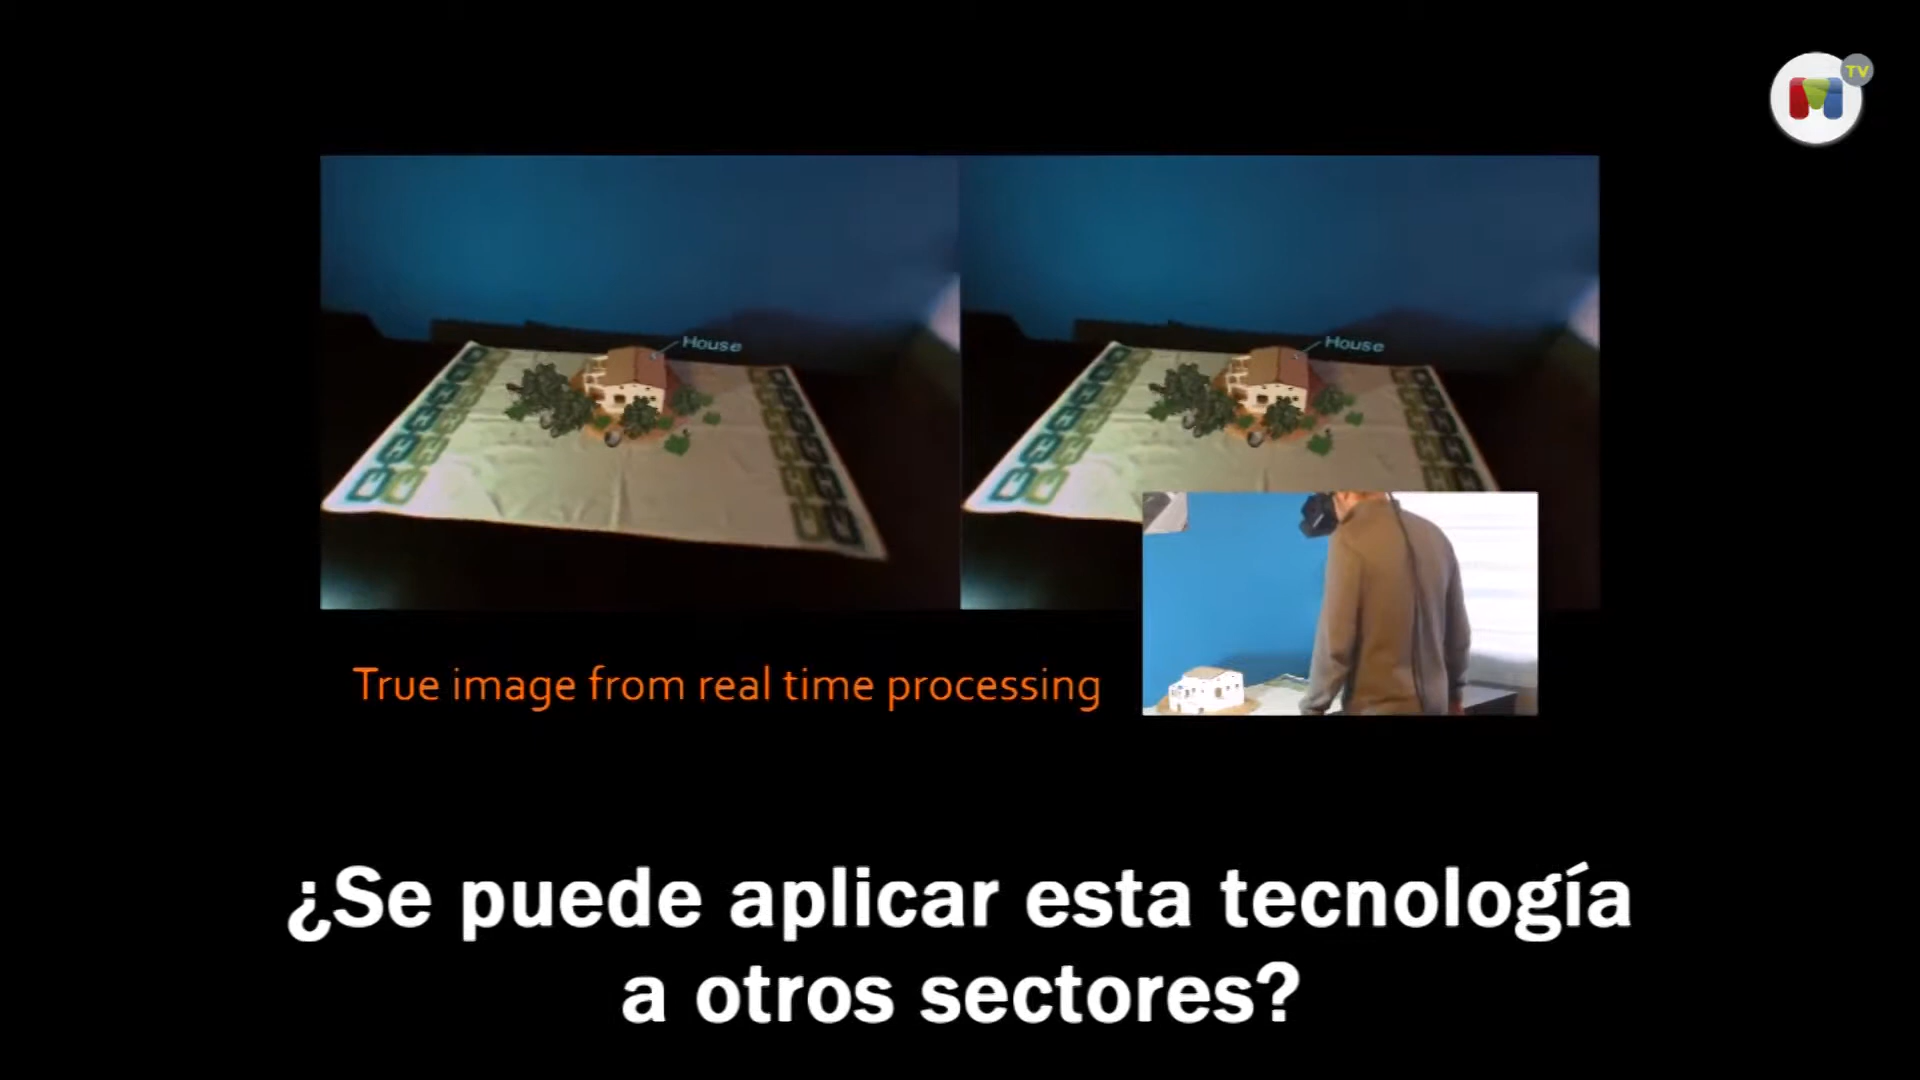 TV
House
House
True image from real time processing
¿Se puede aplicar esta tecnología
a otros sectores?